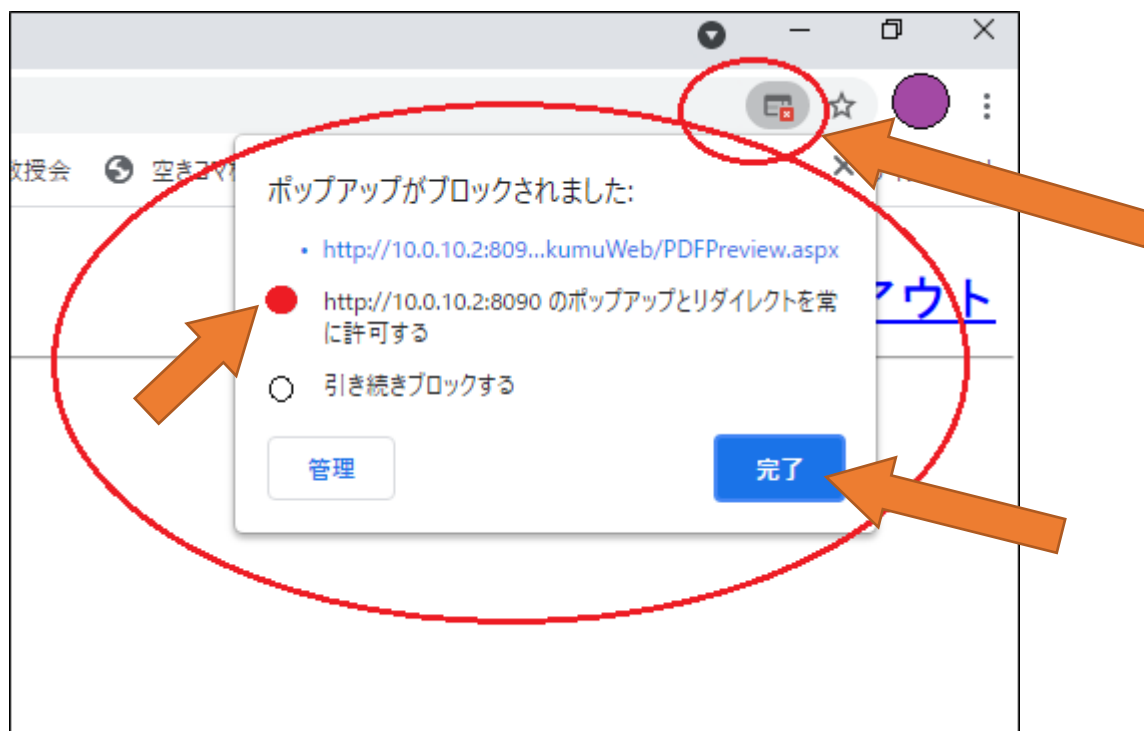 教授会 空きコマ
ポップアップがブロックされました:
• http://10.0.10.2:809...kumuWeb/PDFPreview.aspx
http://10.0.10.2:8090 のポップアップとリダイレクトを常
に許可する
アウト
引き続きブロックする
管理 完了